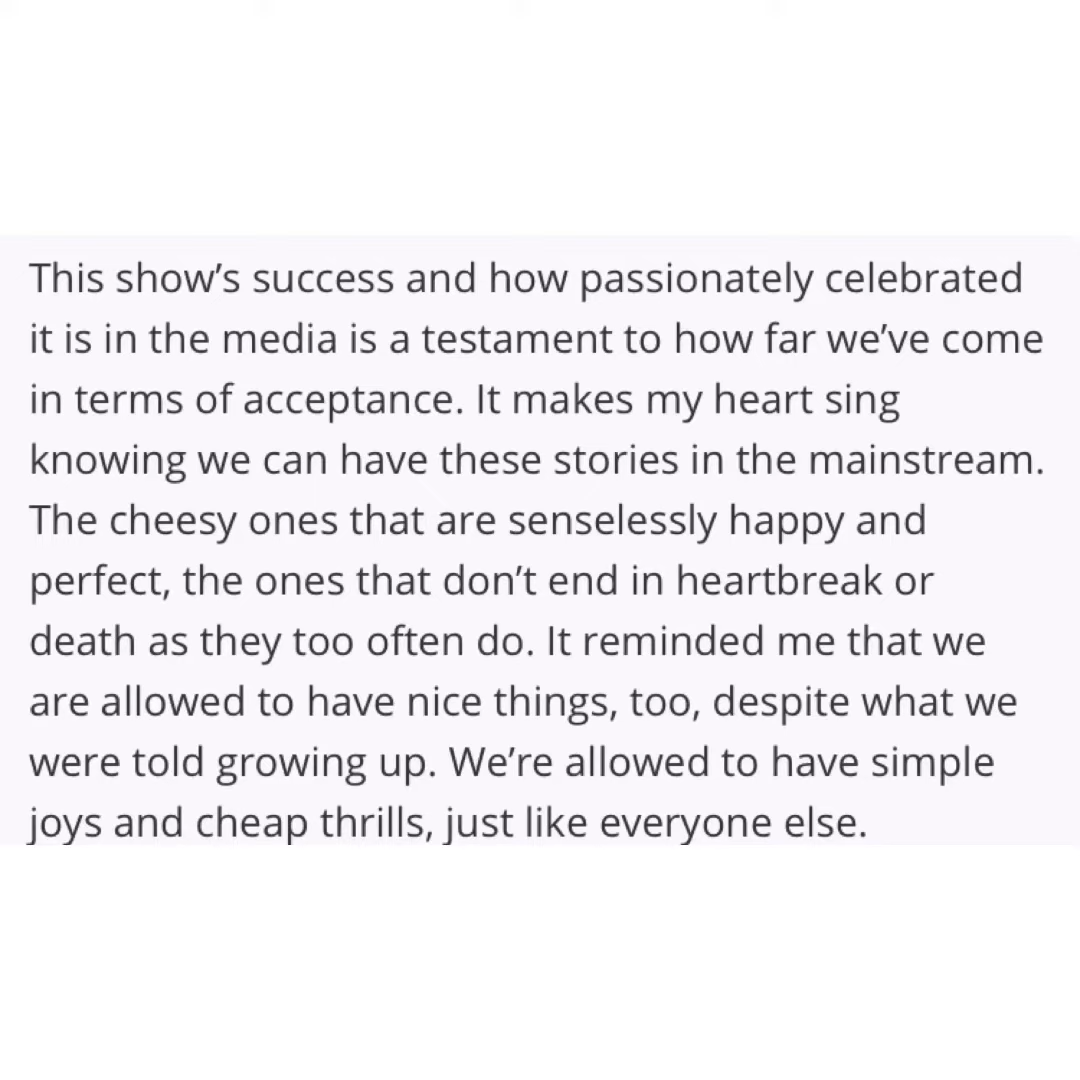 This show’s success and how passionately celebrated
it is in the media is a testament to how far we’ve come
in terms of acceptance. It makes my heart sing
knowing we can have these stories in the mainstream.
The cheesy ones that are senselessly happy and
perfect, the ones that don’t end in heartbreak or
death as they too often do. It reminded me that we
are allowed to have nice things, too, despite what we
were told growing up. We’re allowed to have simple
joys and cheap thrills, just like everyone else.